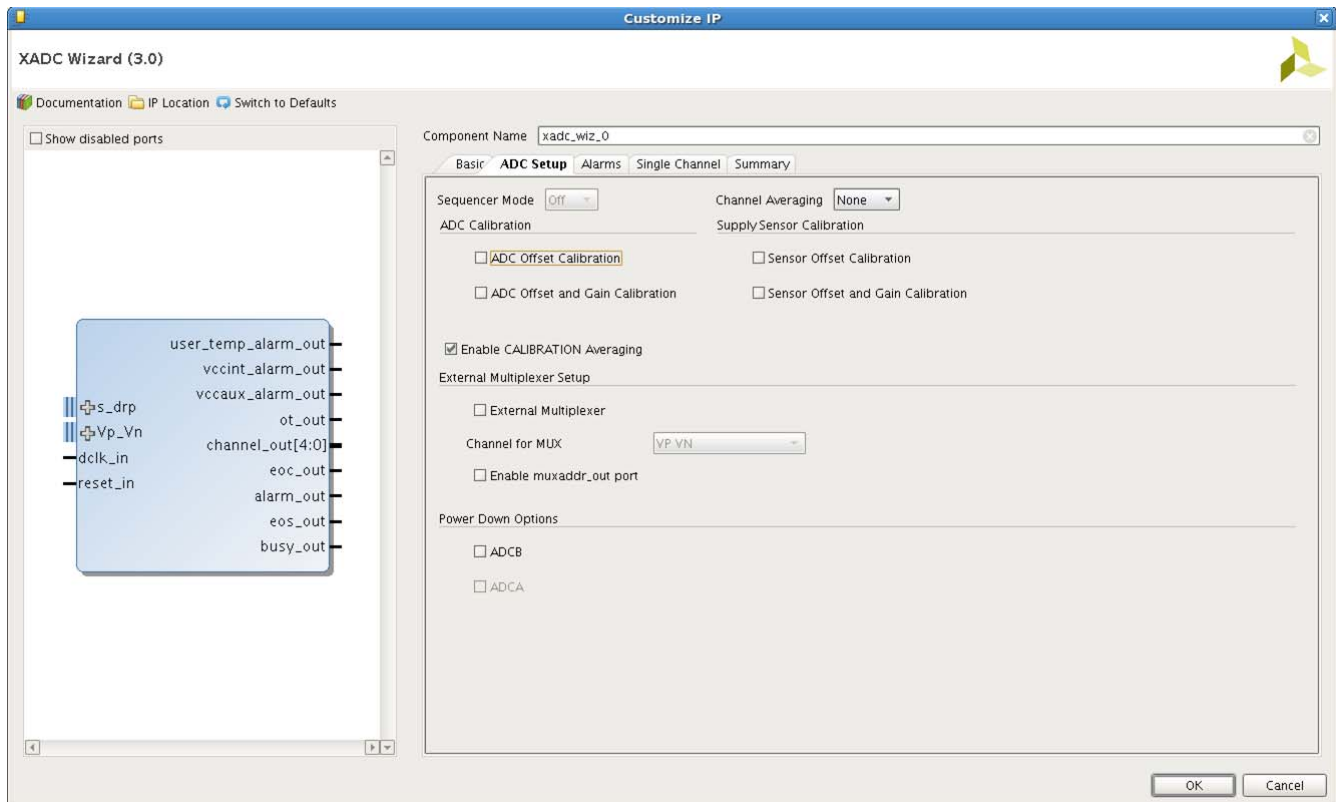 Customize IP
XADC Wizard (3.0)
Documentation IP Location Switch to Defaults
Show disabled ports
Component Name xadc_wiz_0
Basic ADC Setup Alarms Single Channel Summary
Sequencer Mode Off Channel Averaging None
ADC Calibration Supply Sensor Calibration
ADC Offset Calibration Sensor Offset Calibration
ADC Offset and Gain Calibration Sensor Offset and Gain Calibration
Enable CALIBRATION Averaging
External Multiplexer Setup
External Multiplexer
Channel for MUX VP VN
Enable muxaddr_out port
Power Down Options
ADCB
ADCA
s_drp
Vp_Vn
dclk_in
reset_in
user_temp_alarm_out
vccint_alarm_out
vccaux_alarm_out
ot_out
channel_out[4:0]
eoc_out
alarm_out
eos_out
busy_out
OK Cancel